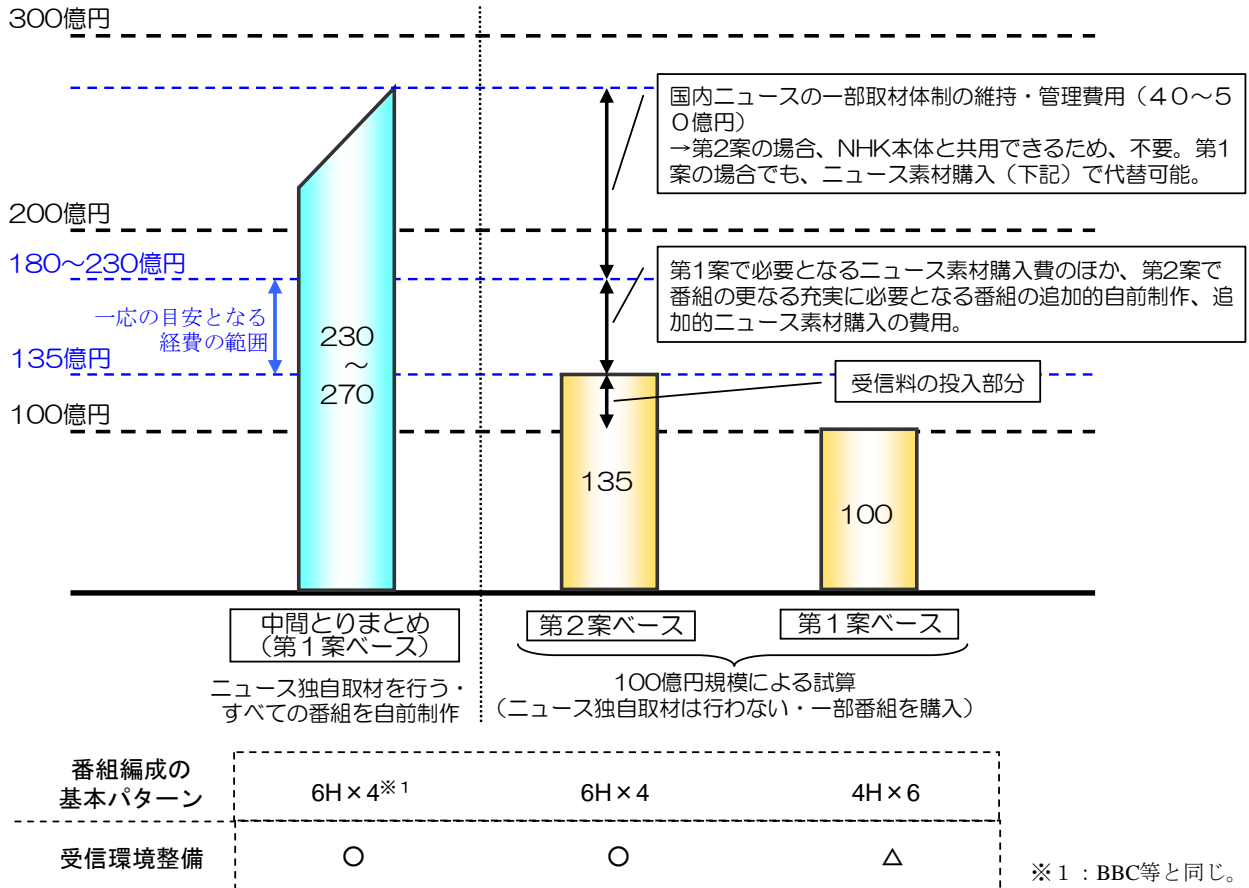 300億円
国内ニュースの一部取材体制の維持・管理費用（４０～５
０億円）
→第2案の場合、NHK本体と共用できるため、不要。第1
案の場合でも、ニュース素材購入（下記）で代替可能。
200億円
180～230億円
第１案で必要となるニュース素材購入費のほか、第２案で
番組の更なる充実に必要となる番組の追加的自前制作、追
加的ニュース素材購入の費用。
一応の目安となる
経費の範囲
230
～
270
135億円
受信料の投入部分
100億円
135
100
中間とりまとめ
（第１案ベース）
第２案ベース
第１案ベース
ニュース独自取材を行う・
すべての番組を自前制作
100億円規模による試算
（ニュース独自取材は行わない・一部番組を購入）
番組編成の
基本パターン
6H×4※1
6H×4
4H×6
受信環境整備
○
○
△
※１：BBC等と同じ。